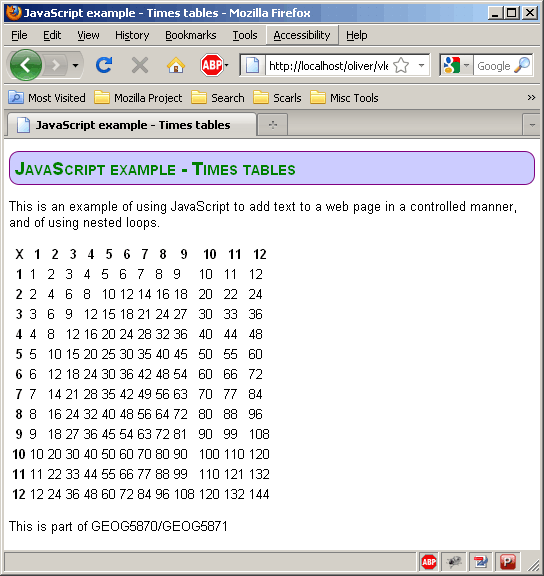 JavaScript example - Times tables - Mozilla Firefox
File Edit View History Bookmarks Tools Accessibility Help
ABP http://localhost/oliver/vle Google
Most Visited Mozilla Project Search Scarls Misc Tools »
JavaScript example - Times tables
JavaScript example - Times tables
This is an example of using JavaScript to add text to a web page in a controlled manner,
and of using nested loops.
X 1 2 3 4 5 6 7 8 9 10 11 12
1 1 2 3 4 5 6 7 8 9 10 11 12
2 2 4 6 8 10 12 14 16 18 20 22 24
3 3 6 9 12 15 18 21 24 27 30 33 36
4 4 8 12 16 20 24 28 32 36 40 44 48
5 5 10 15 20 25 30 35 40 45 50 55 60
6 6 12 18 24 30 36 42 48 54 60 66 72
7 7 14 21 28 35 42 49 56 63 70 77 84
8 8 16 24 32 40 48 56 64 72 80 88 96
9 9 18 27 36 45 54 63 72 81 90 99 108
10 10 20 30 40 50 60 70 80 90 100 110 120
11 11 22 33 44 55 66 77 88 99 110 121 132
12 12 24 36 48 60 72 84 96 108 120 132 144
This is part of GEOG5870/GEOG5871
ABP